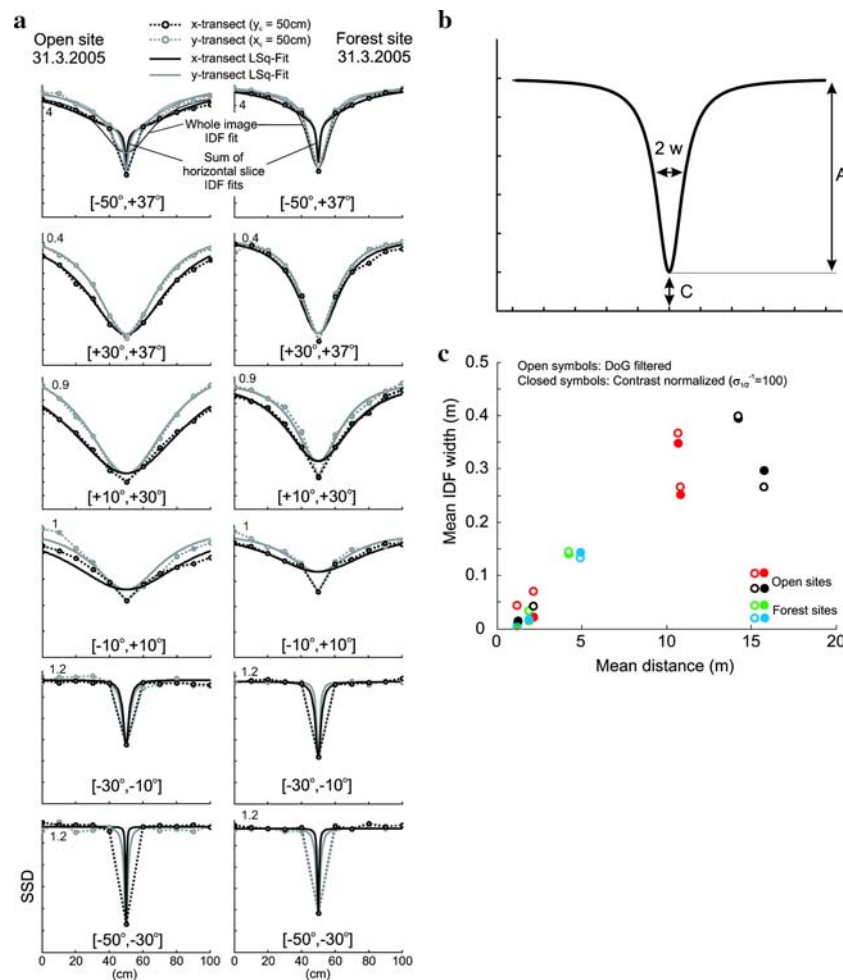 a
Open site
31.3.2005
x-transect (yc = 50cm)
y-transect (xc = 50cm)
x-transect LSq-Fit
y-transect LSq-Fit
Forest site
31.3.2005
4
4
Whole image
IDF fit
Sum of
horizontal slice
IDF fits
[-50°,+37°]
[-50°,+37°]
0.4
0.4
[+30°,+37°]
[+30°,+37°]
0.9
0.9
[+10°,+30°]
[+10°,+30°]
1
1
[-10°,+10°]
[-10°,+10°]
1.2
1.2
[-30°,-10°]
[-30°,-10°]
1.2
1.2
SSD
[-50°,-30°]
[-50°,-30°]
0 20 40 60 80 100
(cm)
0 20 40 60 80 100
(cm)
b
2 w
A
C
c
Open symbols: DoG filtered
Closed symbols: Contrast normalized (σ1/2⁻¹=100)
Mean IDF width (m)
0.5
0.4
0.3
0.2
0.1
0
Open sites
Forest sites
0 5 10 15 20
Mean distance (m)